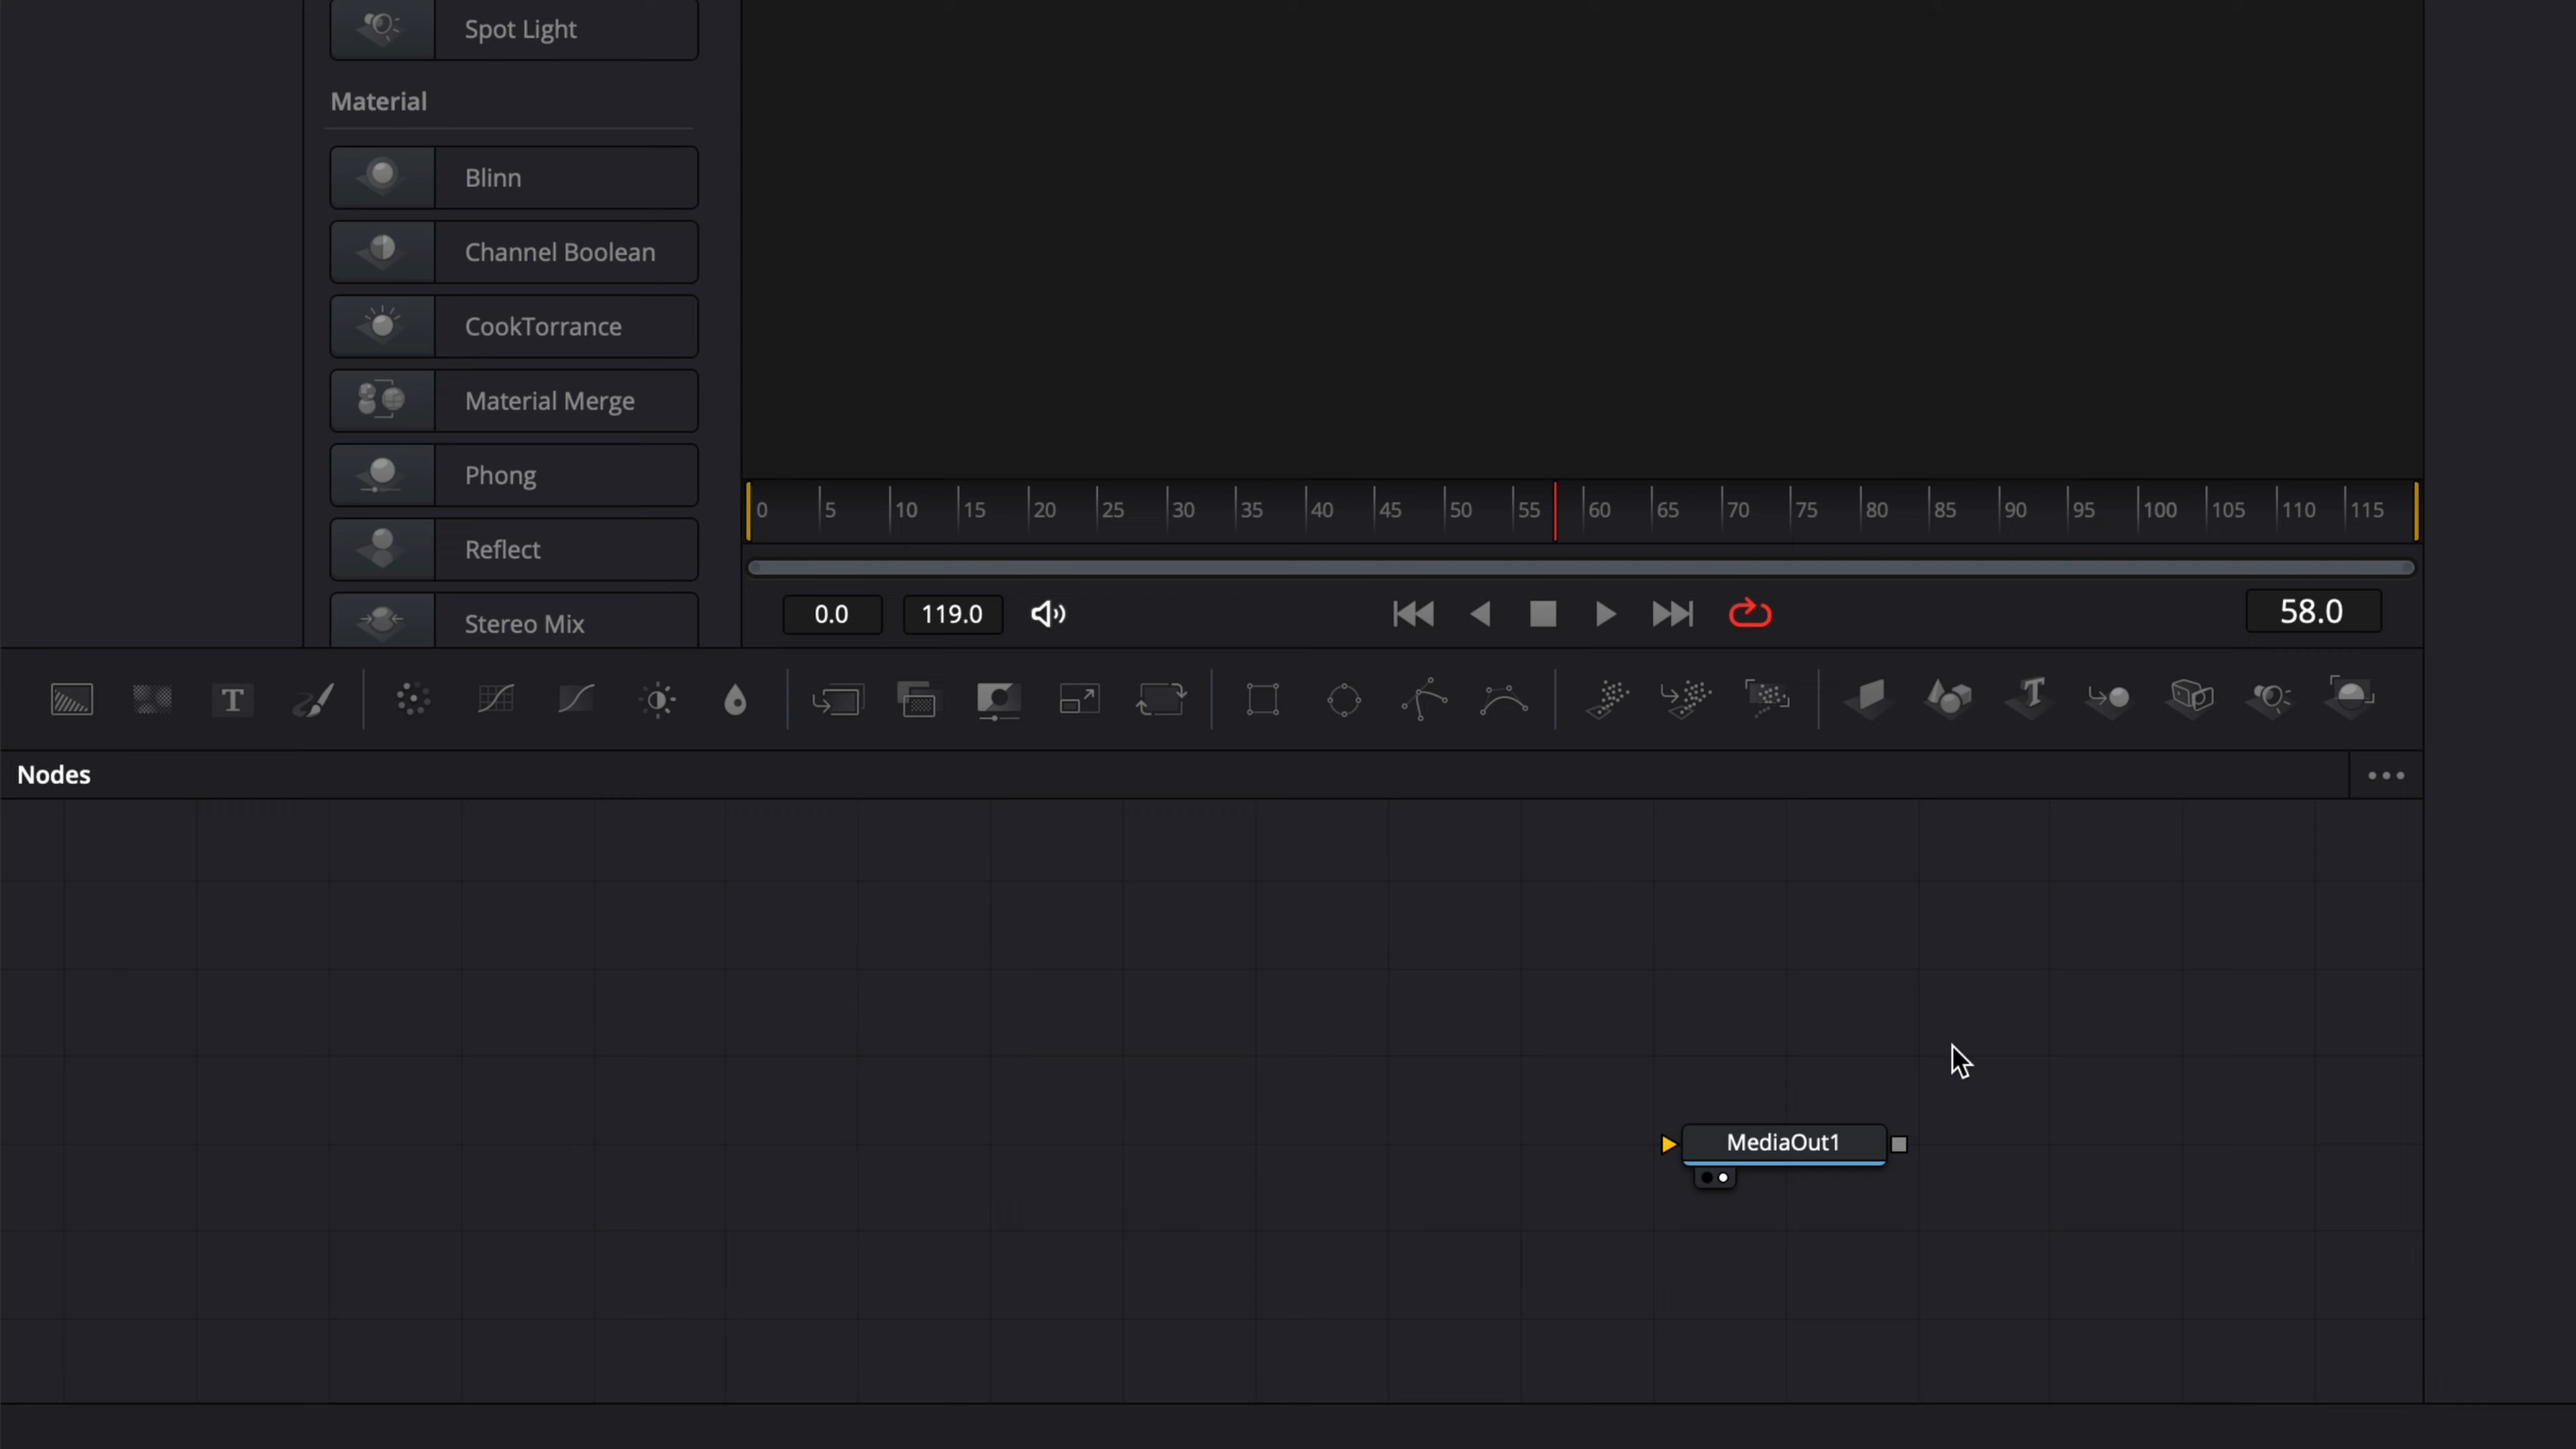 Spot Light
Material
Blinn
Channel Boolean
CookTorrance
Material Merge
Phong
Reflect
Stereo Mix
0 5 10 15 20 25 30 35 40 45 50 55 60 65 70 75 80 85 90 95 100 105 110 115
0.0 119.0 58.0
T
Nodes
MediaOut1